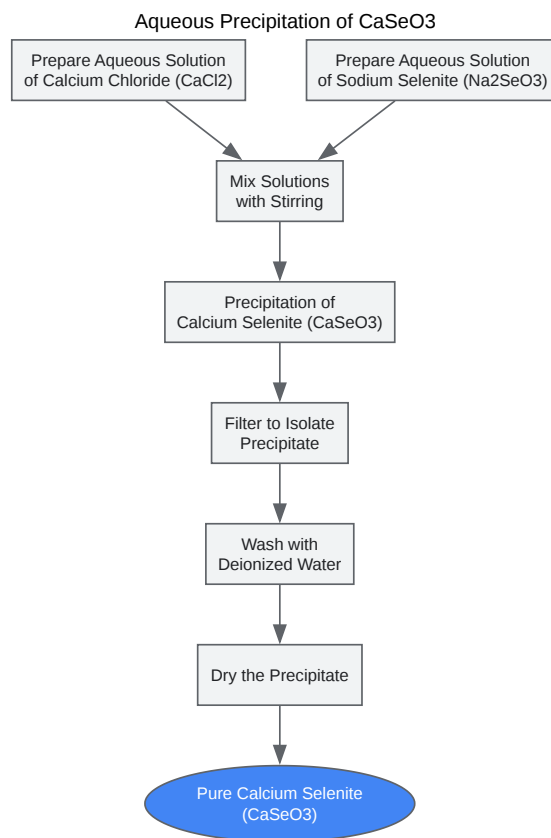 Aqueous Precipitation of CaSeO3
Prepare Aqueous Solution
of Calcium Chloride (CaCl2)
Prepare Aqueous Solution
of Sodium Selenite (Na2SeO3)
Mix Solutions
with Stirring
Precipitation of
Calcium Selenite (CaSeO3)
Filter to Isolate
Precipitate
Wash with
Deionized Water
Dry the Precipitate
Pure Calcium Selenite
(CaSeO3)